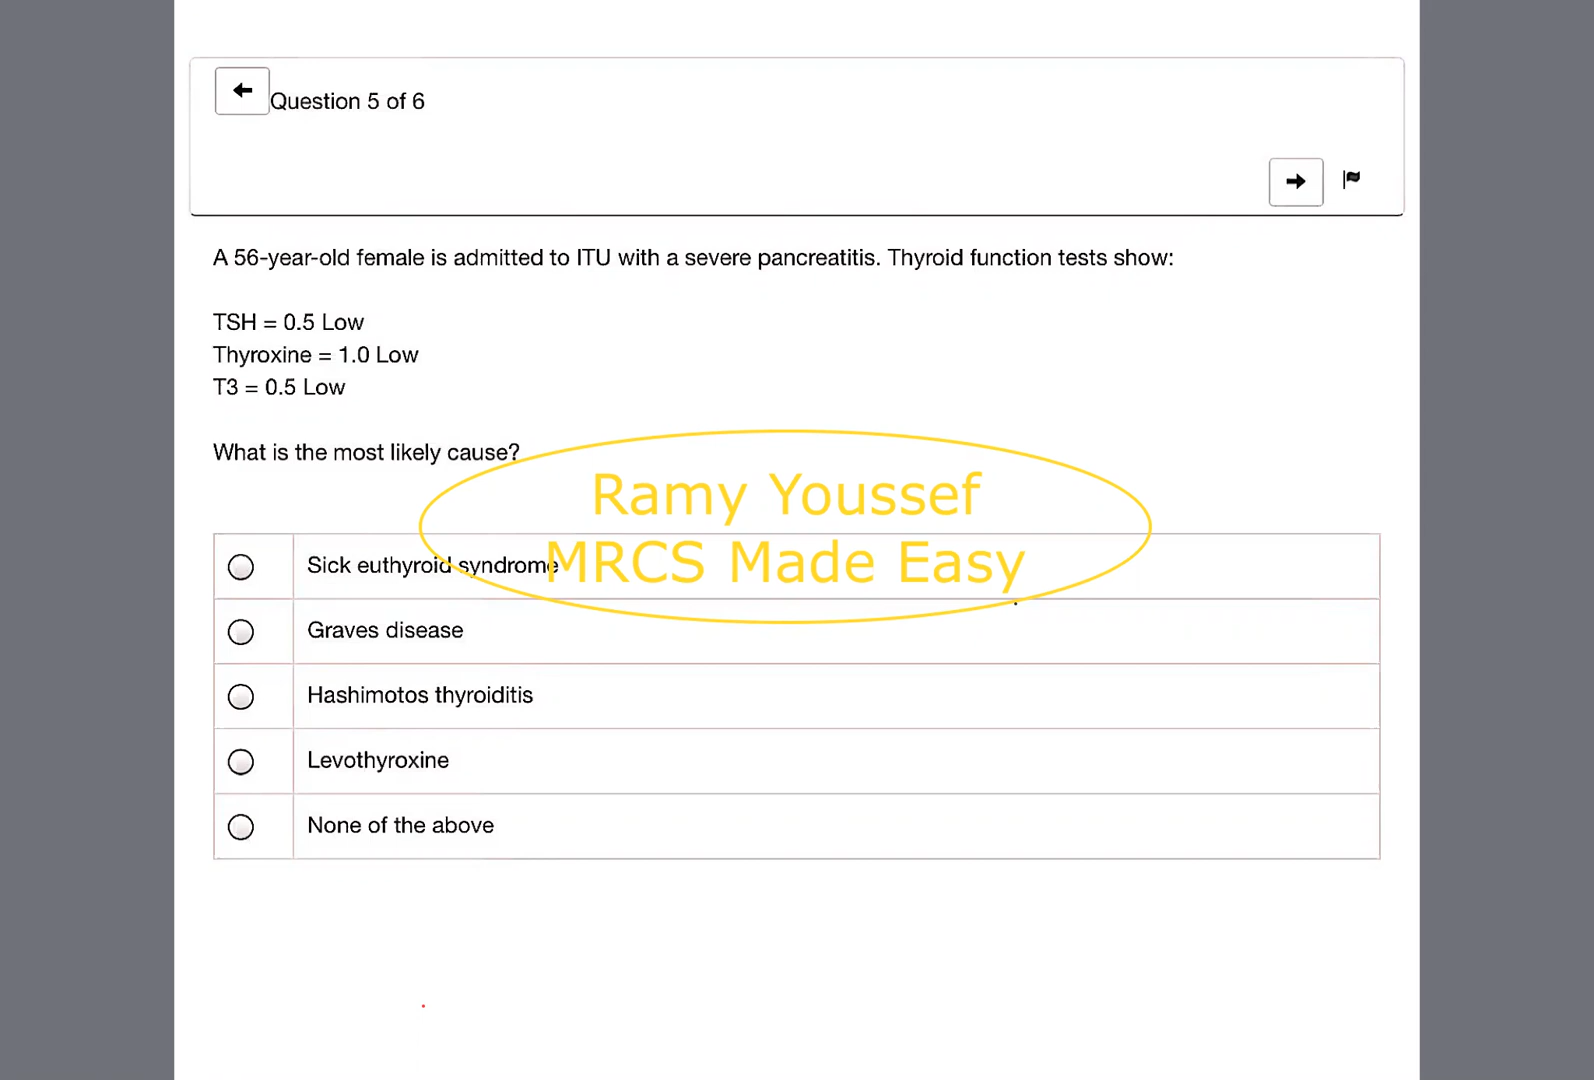 Question 5 of 6
A 56-year-old female is admitted to ITU with a severe pancreatitis. Thyroid function tests show:
TSH = 0.5 Low
Thyroxine = 1.0 Low
T3 = 0.5 Low
What is the most likely cause?
Ramy Youssef
MRCS Made Easy
Sick euthyroid syndrome
Graves disease
Hashimotos thyroiditis
Levothyroxine
None of the above